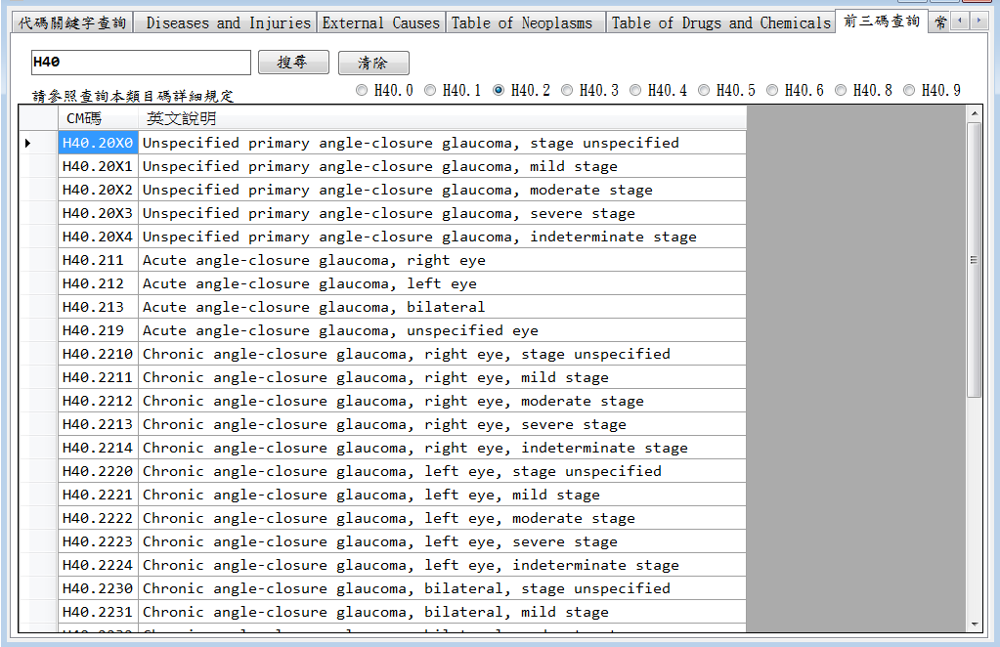 代碼關鍵字查詢 Diseases and Injuries External Causes Table of Neoplasms Table of Drugs and Chemicals 前三碼查詢 常
H40 搜尋 清除
請參照查詢本類目碼詳細規定 H40.0 H40.1 H40.2 H40.3 H40.4 H40.5 H40.6 H40.8 H40.9
CM碼 英文說明
H40.20X0 Unspecified primary angle-closure glaucoma, stage unspecified
H40.20X1 Unspecified primary angle-closure glaucoma, mild stage
H40.20X2 Unspecified primary angle-closure glaucoma, moderate stage
H40.20X3 Unspecified primary angle-closure glaucoma, severe stage
H40.20X4 Unspecified primary angle-closure glaucoma, indeterminate stage
H40.211 Acute angle-closure glaucoma, right eye
H40.212 Acute angle-closure glaucoma, left eye
H40.213 Acute angle-closure glaucoma, bilateral
H40.219 Acute angle-closure glaucoma, unspecified eye
H40.2210 Chronic angle-closure glaucoma, right eye, stage unspecified
H40.2211 Chronic angle-closure glaucoma, right eye, mild stage
H40.2212 Chronic angle-closure glaucoma, right eye, moderate stage
H40.2213 Chronic angle-closure glaucoma, right eye, severe stage
H40.2214 Chronic angle-closure glaucoma, right eye, indeterminate stage
H40.2220 Chronic angle-closure glaucoma, left eye, stage unspecified
H40.2221 Chronic angle-closure glaucoma, left eye, mild stage
H40.2222 Chronic angle-closure glaucoma, left eye, moderate stage
H40.2223 Chronic angle-closure glaucoma, left eye, severe stage
H40.2224 Chronic angle-closure glaucoma, left eye, indeterminate stage
H40.2230 Chronic angle-closure glaucoma, bilateral, stage unspecified
H40.2231 Chronic angle-closure glaucoma, bilateral, mild stage